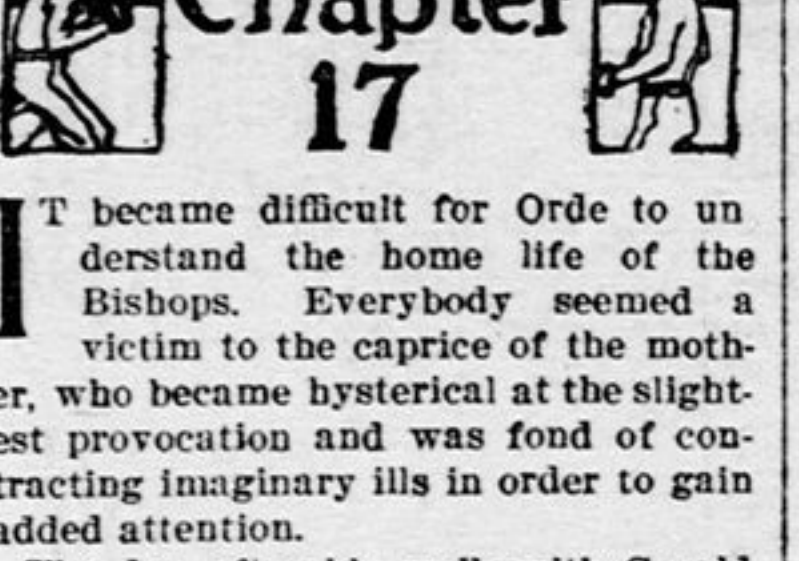 Chapter
17
IT became difficult for Orde to un
derstand the home life of the
Bishops. Everybody seemed a
victim to the caprice of the moth-
er, who became hysterical at the slight-
est provocation and was fond of con-
tracting imaginary ills in order to gain
added attention.